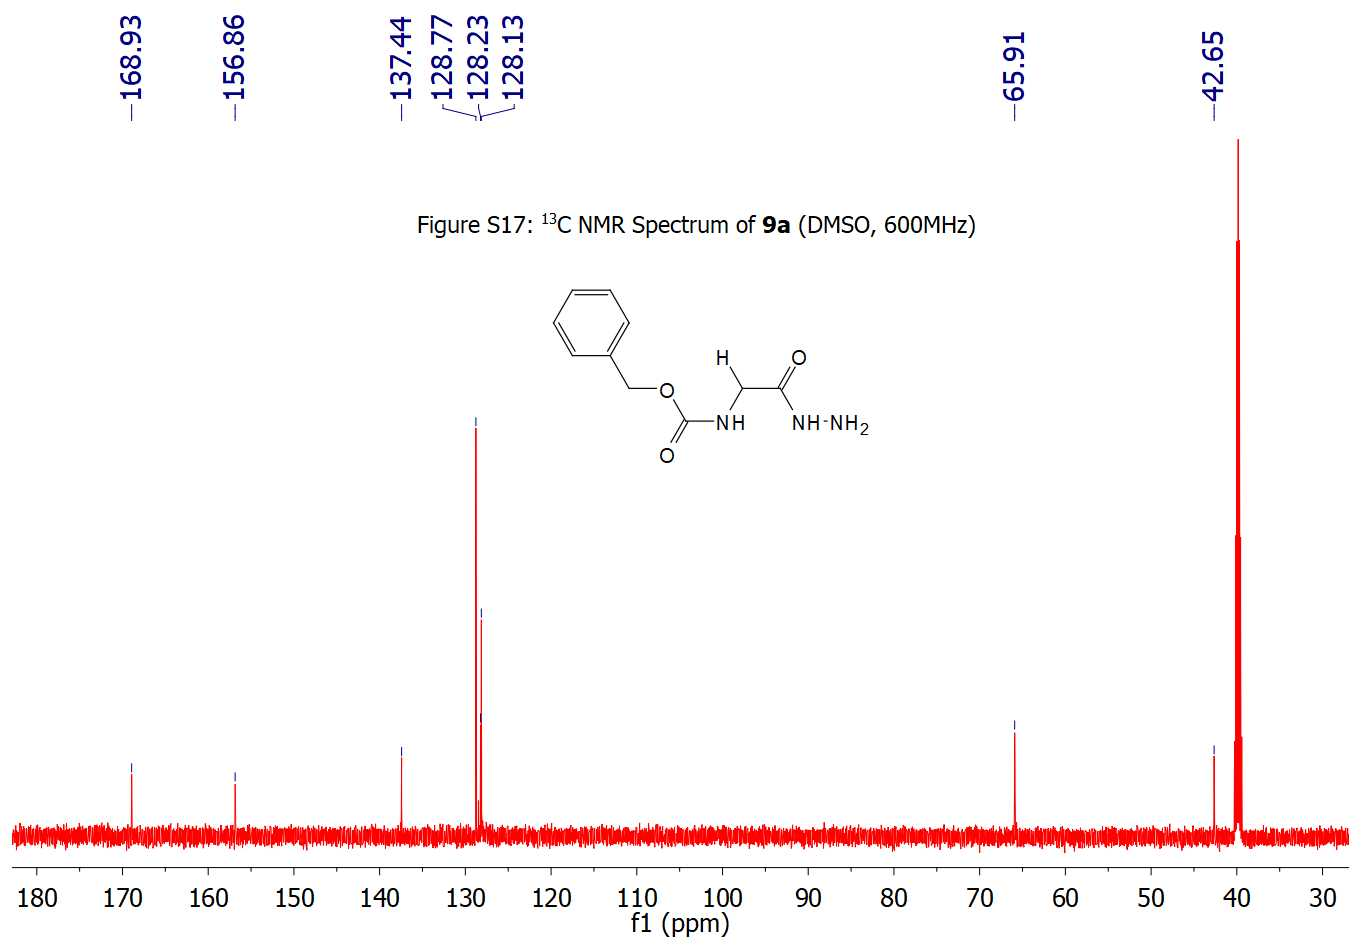 168.93
156.86
137.44
128.77
128.23
128.13
65.91
42.65
Figure S17: ¹³C NMR Spectrum of 9a (DMSO, 600MHz)
H
O
O
NH
NH-NH₂
O
180 170 160 150 140 130 120 110 100 90 80 70 60 50 40 30
f1 (ppm)